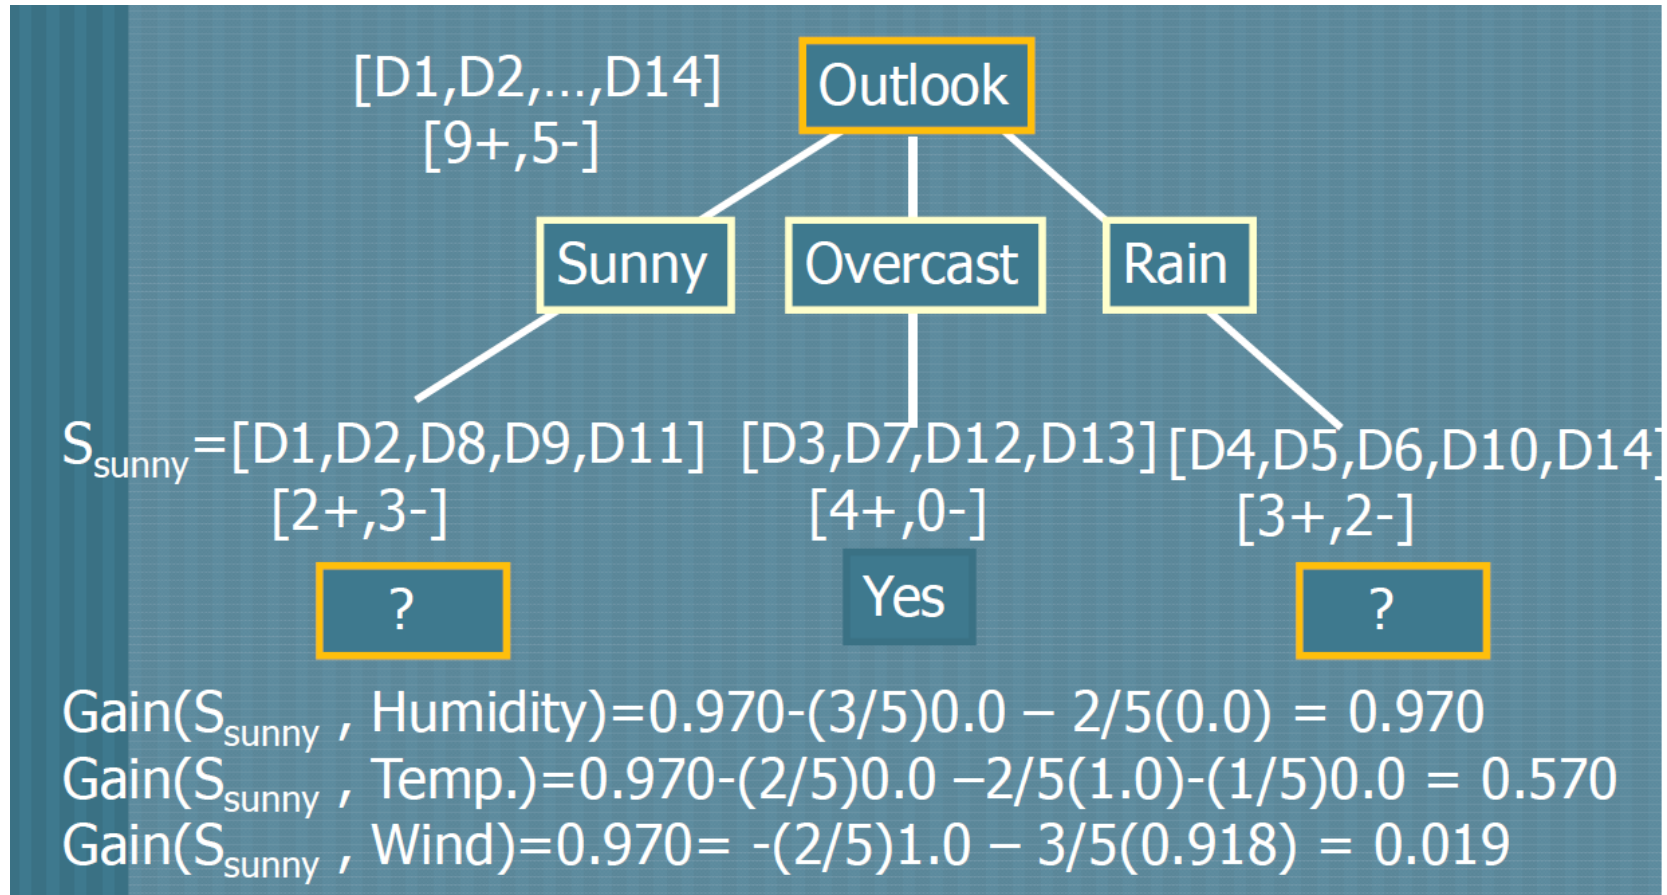 [D1,D2,...,D14]
Outlook
[9+,5-]
Sunny
Overcast
Rain
S_sunny=[D1,D2,D8,D9,D11]
[D3,D7,D12,D13]
[D4,D5,D6,D10,D14]
[2+,3-]
[4+,0-]
[3+,2-]
?
Yes
?
Gain(S_sunny , Humidity)=0.970-(3/5)0.0 – 2/5(0.0) = 0.970
Gain(S_sunny , Temp.)=0.970-(2/5)0.0 –2/5(1.0)-(1/5)0.0 = 0.570
Gain(S_sunny , Wind)=0.970= -(2/5)1.0 – 3/5(0.918) = 0.019